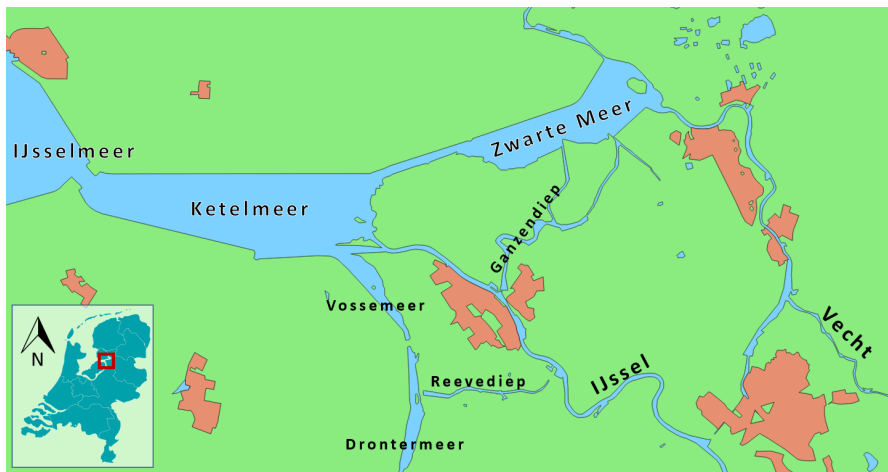 Zwarte Meer
IJsselmeer
Ketelmeer
Ganzendiep
Vossemeer
Vecht
N
IJssel
Reevediep
Drontermeer